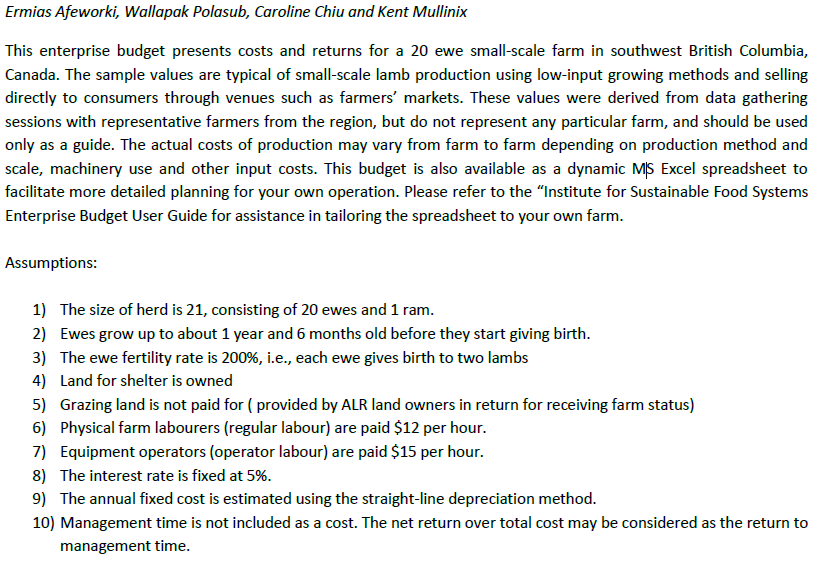 Ermias Afeworki, Wallapak Polasub, Caroline Chiu and Kent Mullinix
This enterprise budget presents costs and returns for a 20 ewe small-scale farm in southwest British Columbia,
Canada. The sample values are typical of small-scale lamb production using low-input growing methods and selling
directly to consumers through venues such as farmers’ markets. These values were derived from data gathering
sessions with representative farmers from the region, but do not represent any particular farm, and should be used
only as a guide. The actual costs of production may vary from farm to farm depending on production method and
scale, machinery use and other input costs. This budget is also available as a dynamic MS Excel spreadsheet to
facilitate more detailed planning for your own operation. Please refer to the “Institute for Sustainable Food Systems
Enterprise Budget User Guide for assistance in tailoring the spreadsheet to your own farm.
Assumptions:
1) The size of herd is 21, consisting of 20 ewes and 1 ram.
2) Ewes grow up to about 1 year and 6 months old before they start giving birth.
3) The ewe fertility rate is 200%, i.e., each ewe gives birth to two lambs
4) Land for shelter is owned
5) Grazing land is not paid for ( provided by ALR land owners in return for receiving farm status)
6) Physical farm labourers (regular labour) are paid $12 per hour.
7) Equipment operators (operator labour) are paid $15 per hour.
8) The interest rate is fixed at 5%.
9) The annual fixed cost is estimated using the straight-line depreciation method.
10) Management time is not included as a cost. The net return over total cost may be considered as the return to
management time.